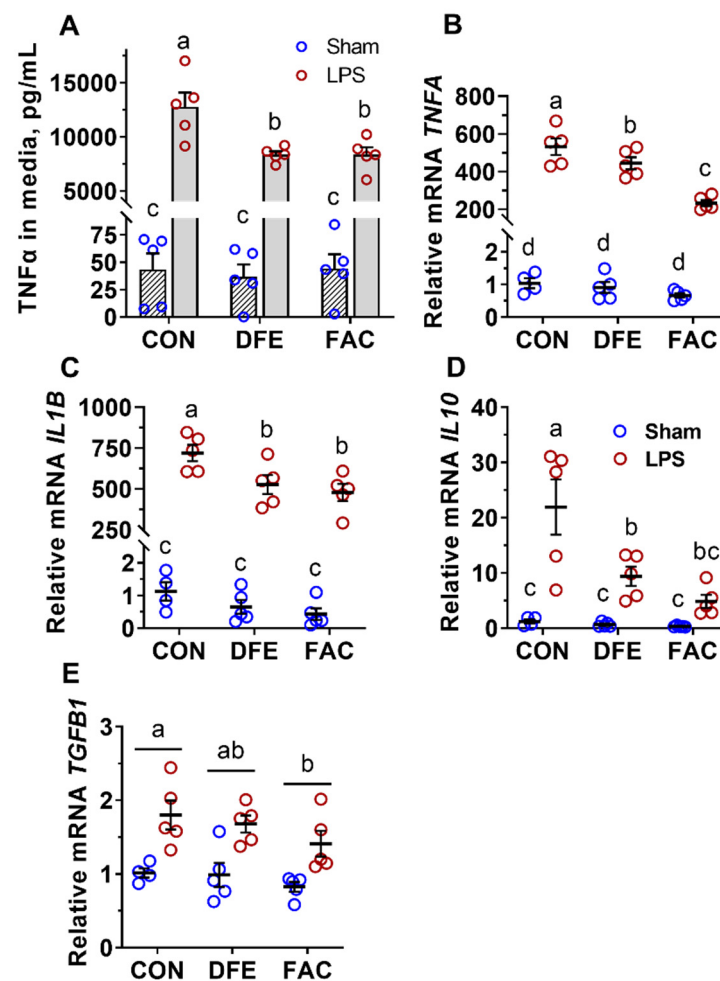 A
a
Sham
LPS
b
b
c
c
c
TNFα in media, pg/mL
15000
12500
10000
7500
5000
75
50
25
0
CON DFE FAC
B
a
b
c
d
d
d
Relative mRNA TNFA
800
600
400
200
2
1
0
CON DFE FAC
C
a
b
b
c
c
c
Relative mRNA IL1B
1000
750
500
250
2
1
0
CON DFE FAC
D
Sham
LPS
a
b
bc
c
c
c
Relative mRNA IL10
40
30
20
10
0
CON DFE FAC
E
a
ab
b
Relative mRNA TGFB1
3
2
1
0
CON DFE FAC